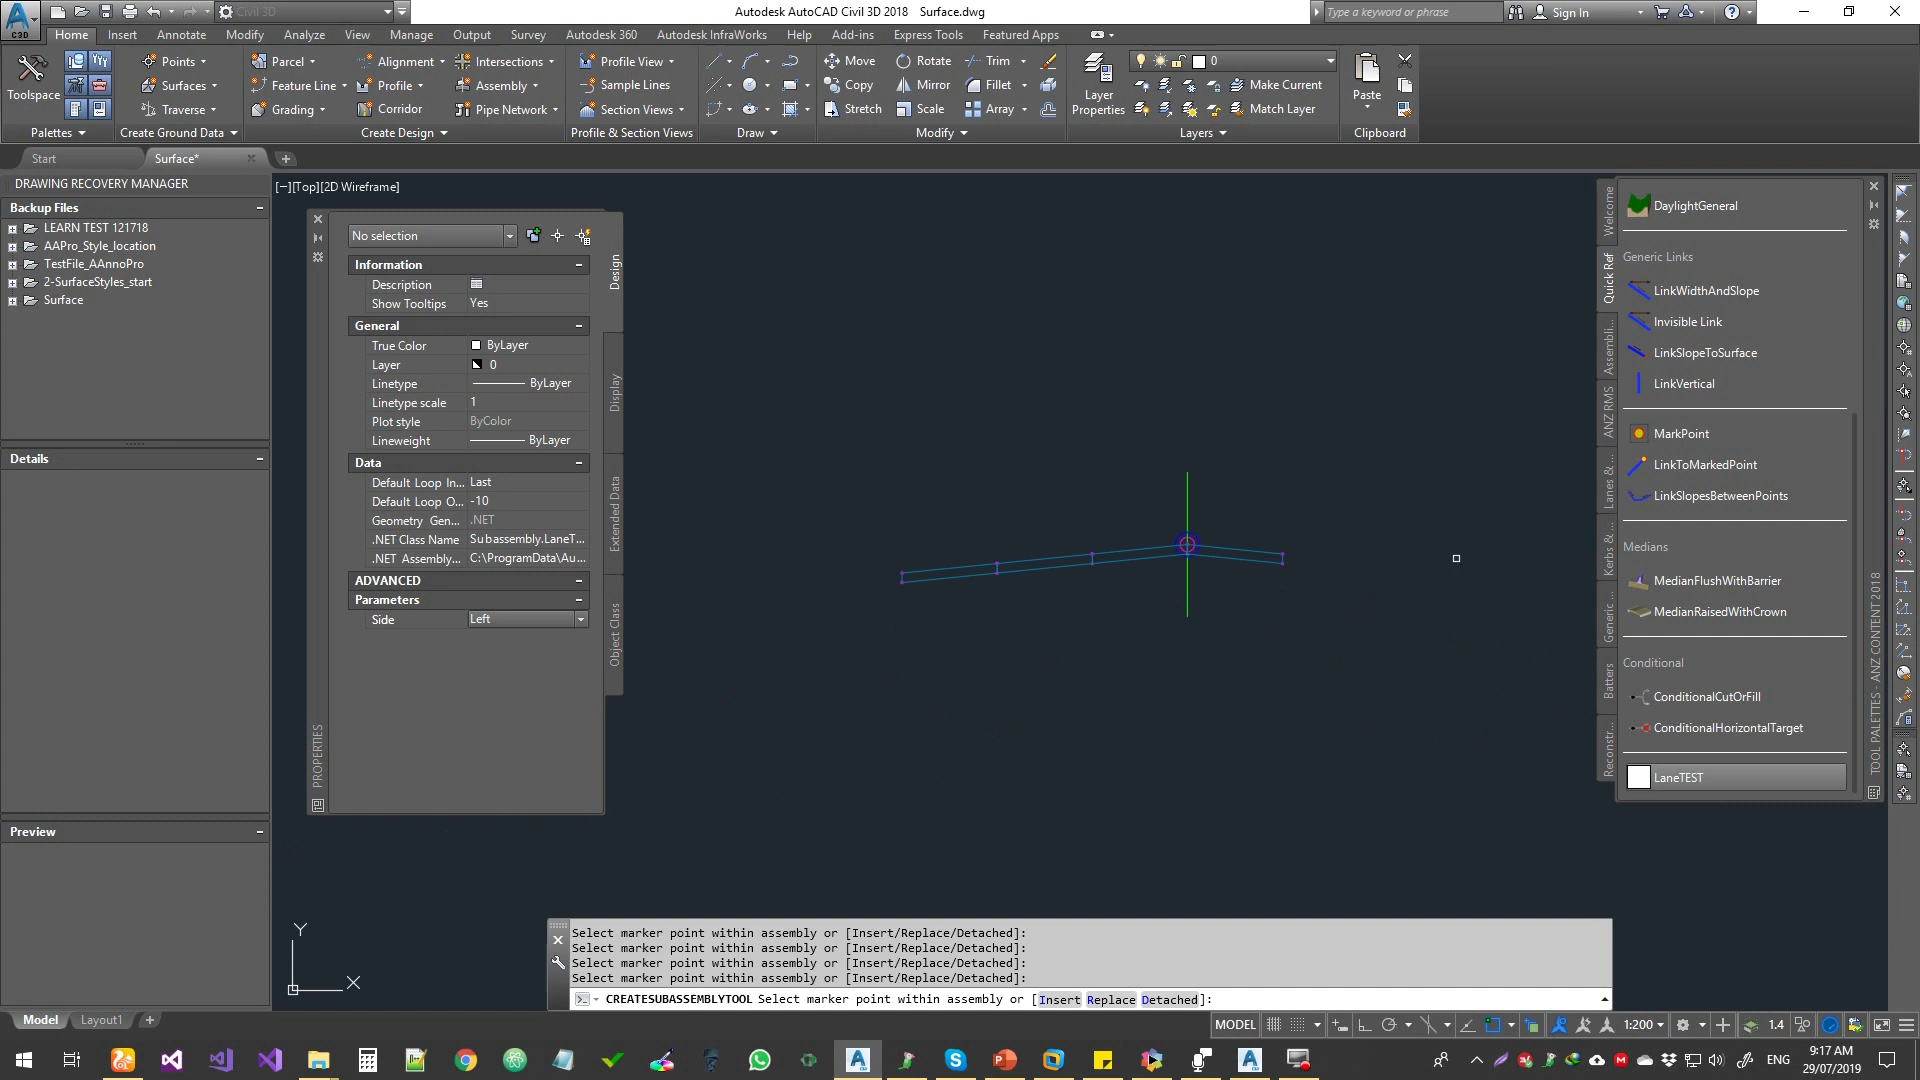 Civil 3D
Autodesk AutoCAD Civil 3D 2018 Surface.dwg
Type a keyword or phrase
Sign In
C3D
Home Insert Annotate Modify Analyze View Manage Output Survey Autodesk 360 Autodesk InfraWorks Help Add-ins Express Tools Featured Apps
Toolspace
Points
Surfaces
Traverse
Parcel
Feature Line
Grading
Alignment
Profile
Corridor
Intersections
Assembly
Pipe Network
Profile View
Sample Lines
Section Views
Move
Copy
Stretch
Rotate
Mirror
Scale
Trim
Fillet
Array
Layer
Properties
0
Make Current
Match Layer
Paste
Palettes
Create Ground Data
Create Design
Profile & Section Views
Draw
Modify
Layers
Clipboard
Start
Surface*
DRAWING RECOVERY MANAGER
Backup Files
LEARN TEST 121718
AAPro_Style_location
TestFile_AAnnoPro
2-SurfaceStyles_start
Surface
Details
Preview
[−][Top][2D Wireframe]
No selection
Information
Description
Show Tooltips Yes
General
True Color ByLayer
Layer 0
Linetype ByLayer
Linetype scale 1
Plot style ByColor
Lineweight ByLayer
Data
Default Loop In... Last
Default Loop O... -10
Geometry Gen... .NET
.NET Class Name Subassembly.LaneT...
.NET Assembly... C:\ProgramData\Au...
ADVANCED
Parameters
Side Left
Design
Display
Extended Data
Object Class
PROPERTIES
Welcome
Quick Ref
Assembli...
ANZ RMS
Lanes & ...
Kerbs & ...
Generic ...
Batters
Reconstr...
DaylightGeneral
Generic Links
LinkWidthAndSlope
Invisible Link
LinkSlopeToSurface
LinkVertical
MarkPoint
LinkToMarkedPoint
LinkSlopesBetweenPoints
Medians
MedianFlushWithBarrier
MedianRaisedWithCrown
Conditional
ConditionalCutOrFill
ConditionalHorizontalTarget
LaneTEST
TOOL PALETTES - ANZ CONTENT 2018
Y
X
Select marker point within assembly or [Insert/Replace/Detached]:
Select marker point within assembly or [Insert/Replace/Detached]:
Select marker point within assembly or [Insert/Replace/Detached]:
Select marker point within assembly or [Insert/Replace/Detached]:
CREATESUBASSEMBLYTOOL Select marker point within assembly or [Insert Replace Detached]:
Model Layout1
MODEL
1:200
1.4
ENG
9:17 AM
29/07/2019